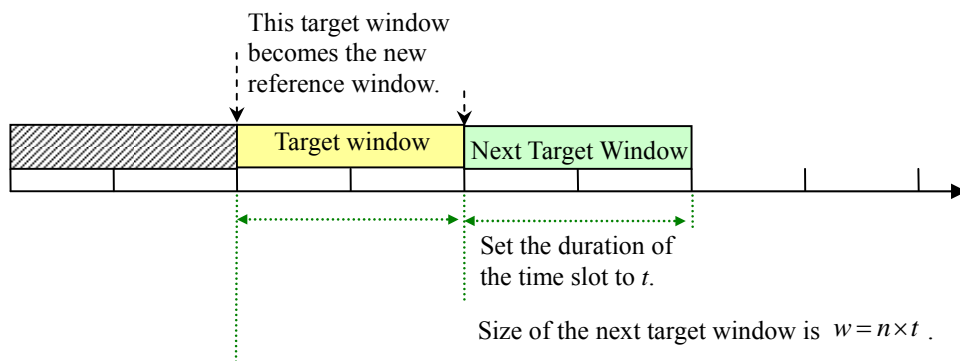 This target window
becomes the new
reference window.
Target window
Next Target Window
Set the duration of
the time slot to t.
Size of the next target window is w = n × t .